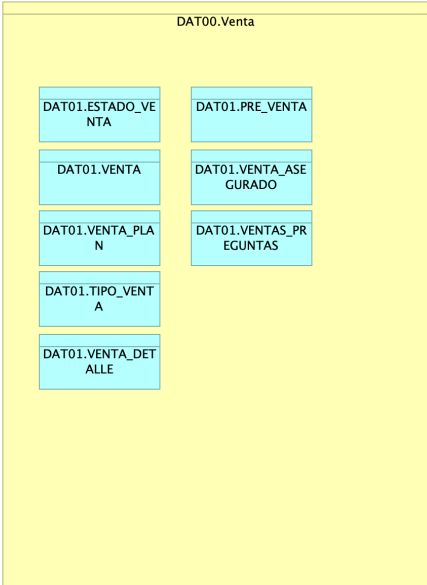 DAT00.Venta
DAT01.ESTADO_VE
NTA
DAT01.PRE_VENTA
DAT01.VENTA
DAT01.VENTA_ASE
GURADO
DAT01.VENTA_PLA
N
DAT01.VENTAS_PR
EGUNTAS
DAT01.TIPO_VENT
A
DAT01.VENTA_DET
ALLE